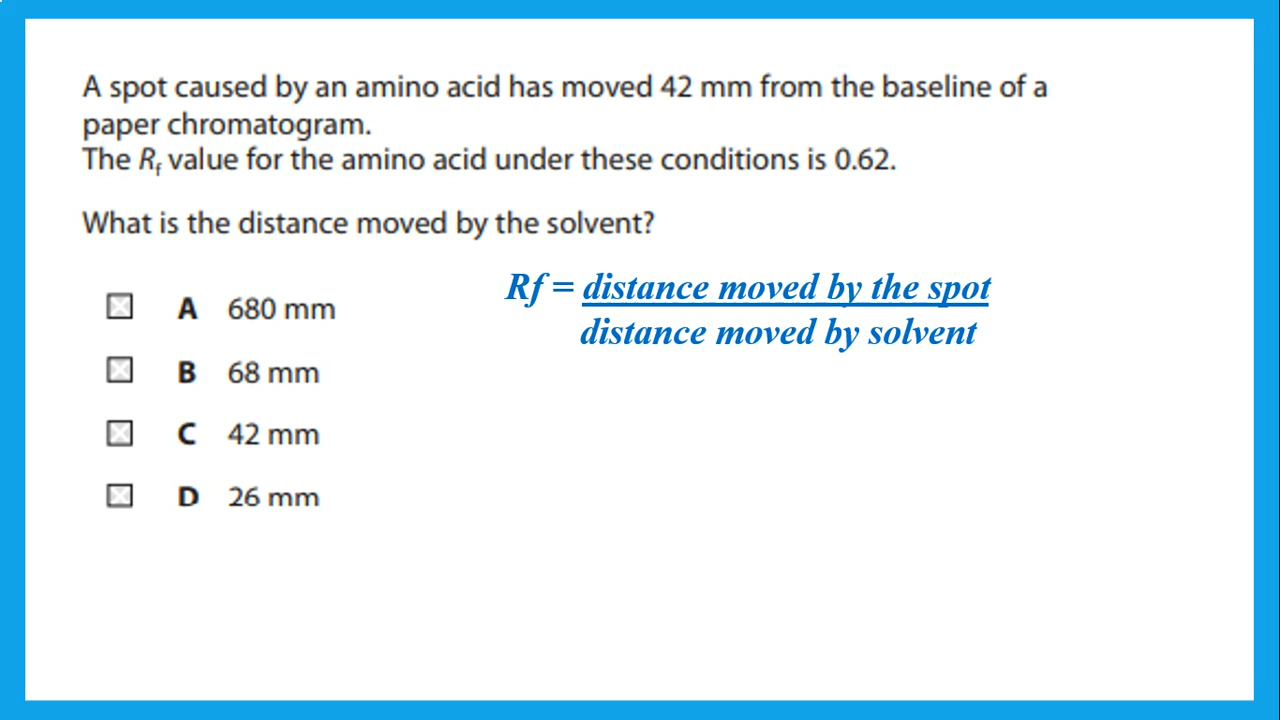 A spot caused by an amino acid has moved 42 mm from the baseline of a
paper chromatogram.
The Rf value for the amino acid under these conditions is 0.62.
What is the distance moved by the solvent?
Rf = distance moved by the spot
distance moved by solvent
A 680 mm
B 68 mm
C 42 mm
D 26 mm